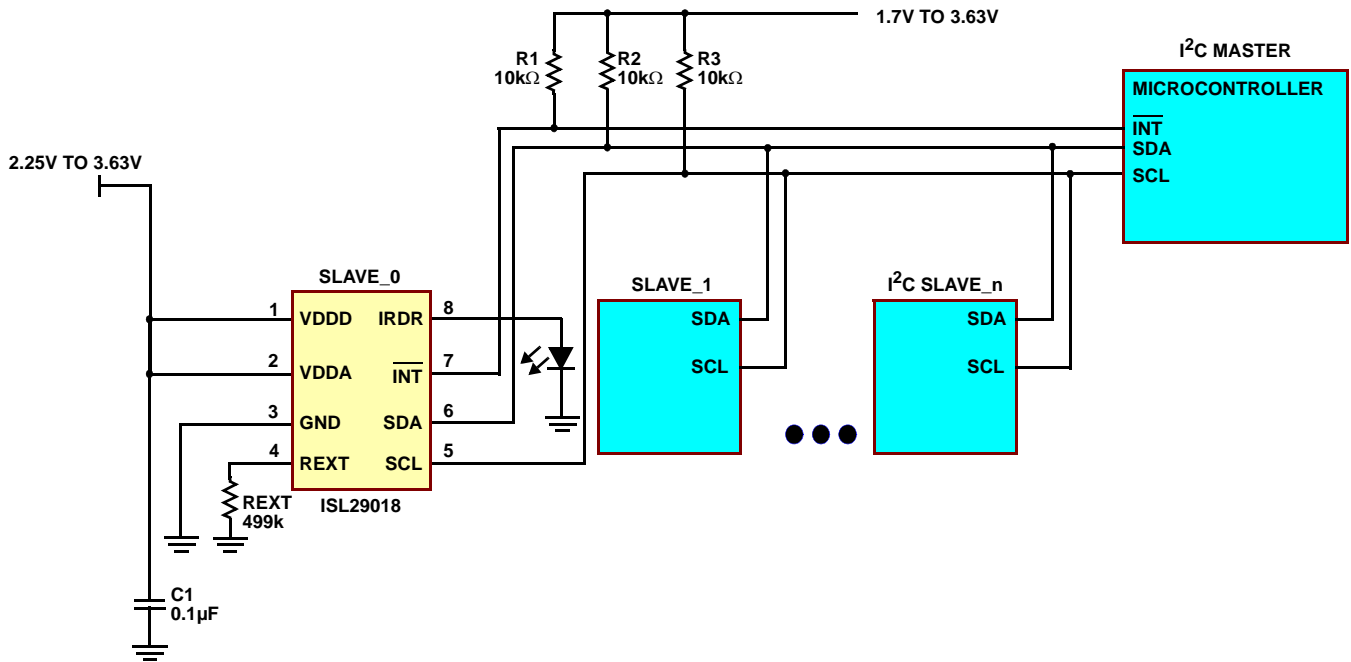 1.7V TO 3.63V
R1
10kΩ
R2
10kΩ
R3
10kΩ
I²C MASTER
MICROCONTROLLER
INT
SDA
SCL
2.25V TO 3.63V
SLAVE_0
1
VDDD
IRDR
8
2
VDDA
INT
7
3
GND
SDA
6
4
REXT
SCL
5
ISL29018
REXT
499k
C1
0.1µF
SLAVE_1
SDA
SCL
I²C SLAVE_n
SDA
SCL